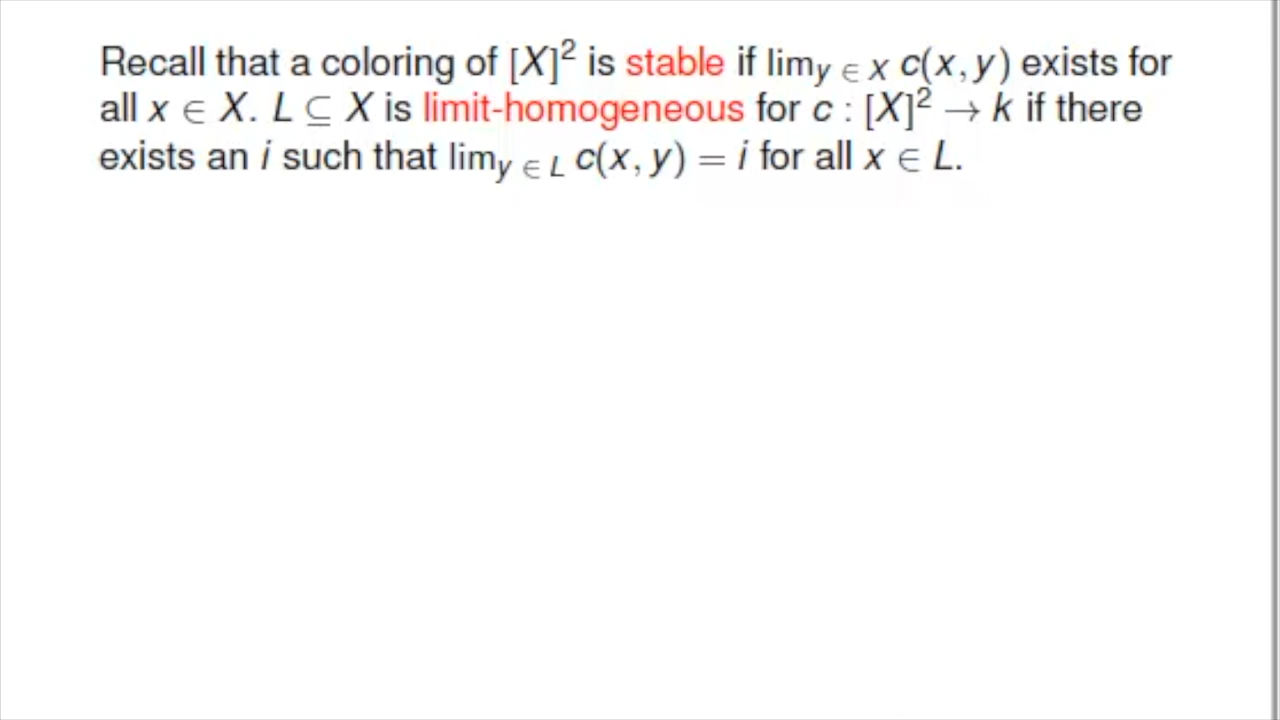 Recall that a coloring of [X]² is stable if lim_{y ∈ X} c(x, y) exists for
all x ∈ X. L ⊆ X is limit-homogeneous for c : [X]² → k if there
exists an i such that lim_{y ∈ L} c(x, y) = i for all x ∈ L.